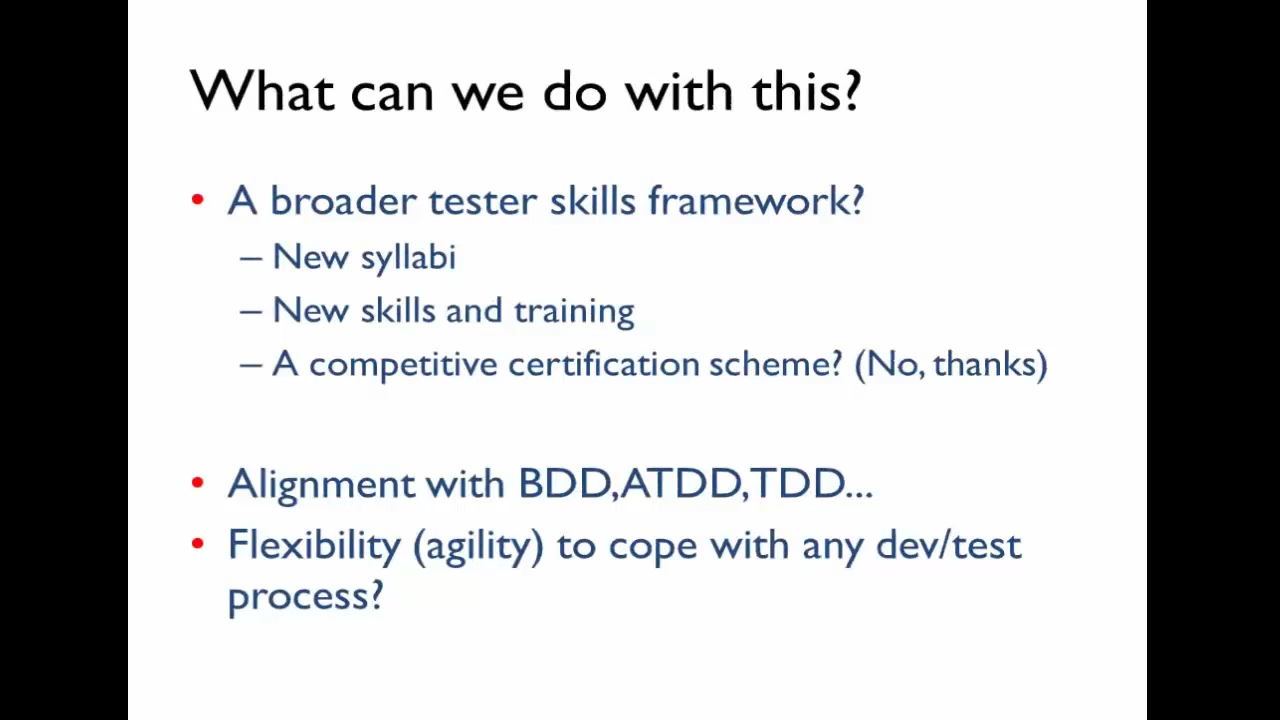 What can we do with this?
• A broader tester skills framework?
– New syllabi
– New skills and training
– A competitive certification scheme? (No, thanks)
• Alignment with BDD, ATDD, TDD...
• Flexibility (agility) to cope with any dev/test
process?